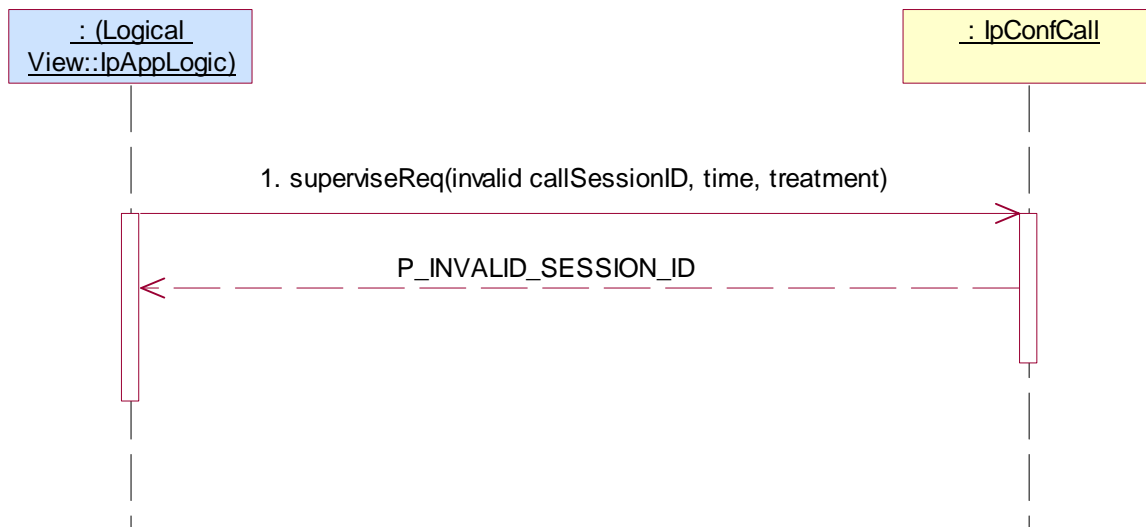 : (Logical
View::IpAppLogic)
: IpConfCall
1. superviseReq(invalid callSessionID, time, treatment)
P_INVALID_SESSION_ID